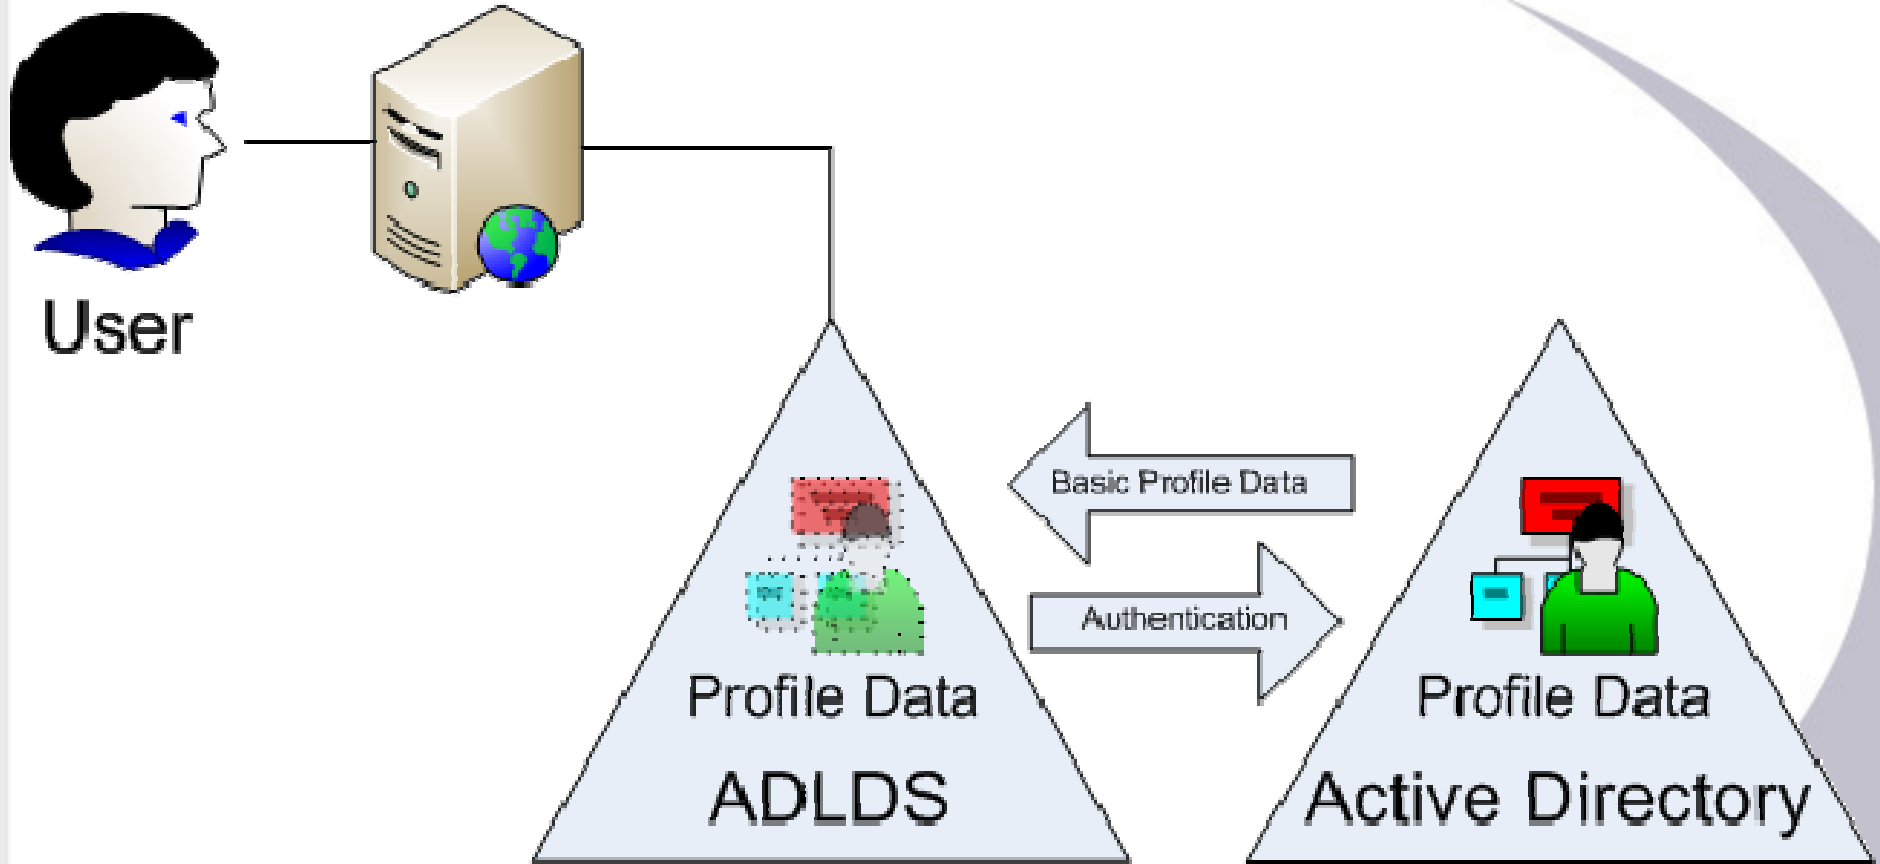 User
Basic Profile Data
Authentication
Profile Data
ADLDS
Profile Data
Active Directory